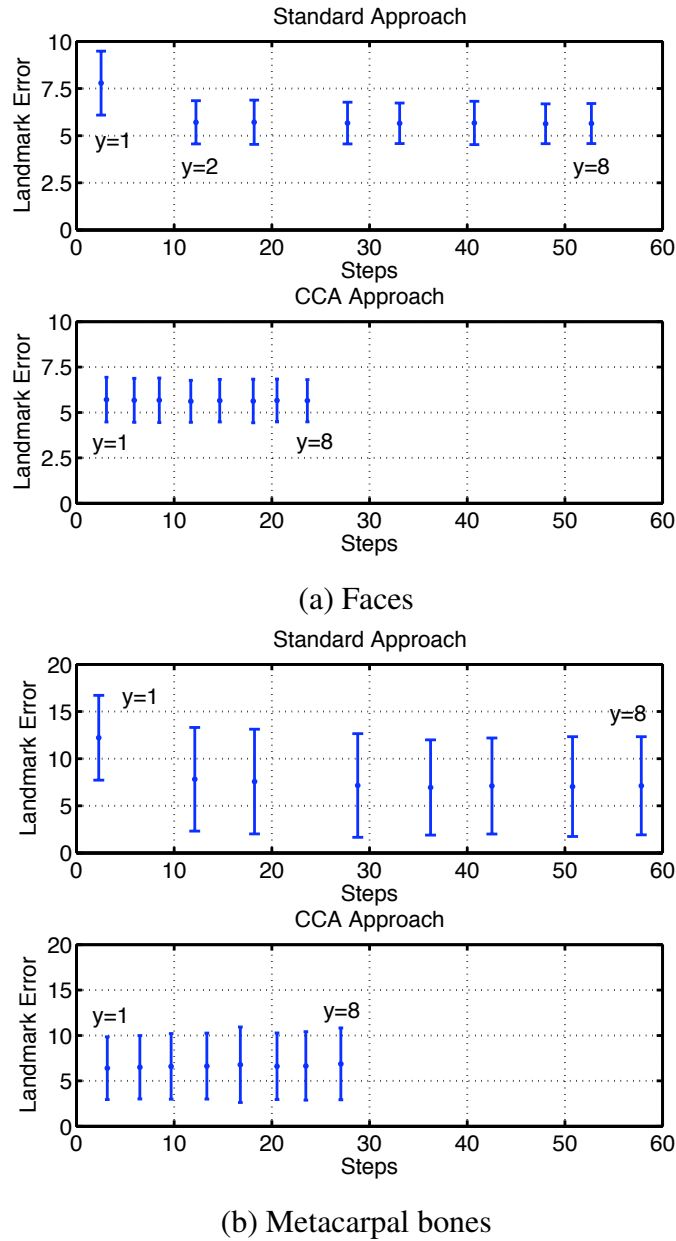 Standard Approach
10
7.5
5
2.5
0
Landmark Error
y=1
y=2
y=8
0 10 20 30 40 50 60
Steps
CCA Approach
10
7.5
5
2.5
0
Landmark Error
y=1
y=8
0 10 20 30 40 50 60
Steps
(a) Faces
Standard Approach
20
15
10
5
0
Landmark Error
y=1
y=8
0 10 20 30 40 50 60
Steps
CCA Approach
20
15
10
5
0
Landmark Error
y=1
y=8
0 10 20 30 40 50 60
Steps
(b) Metacarpal bones